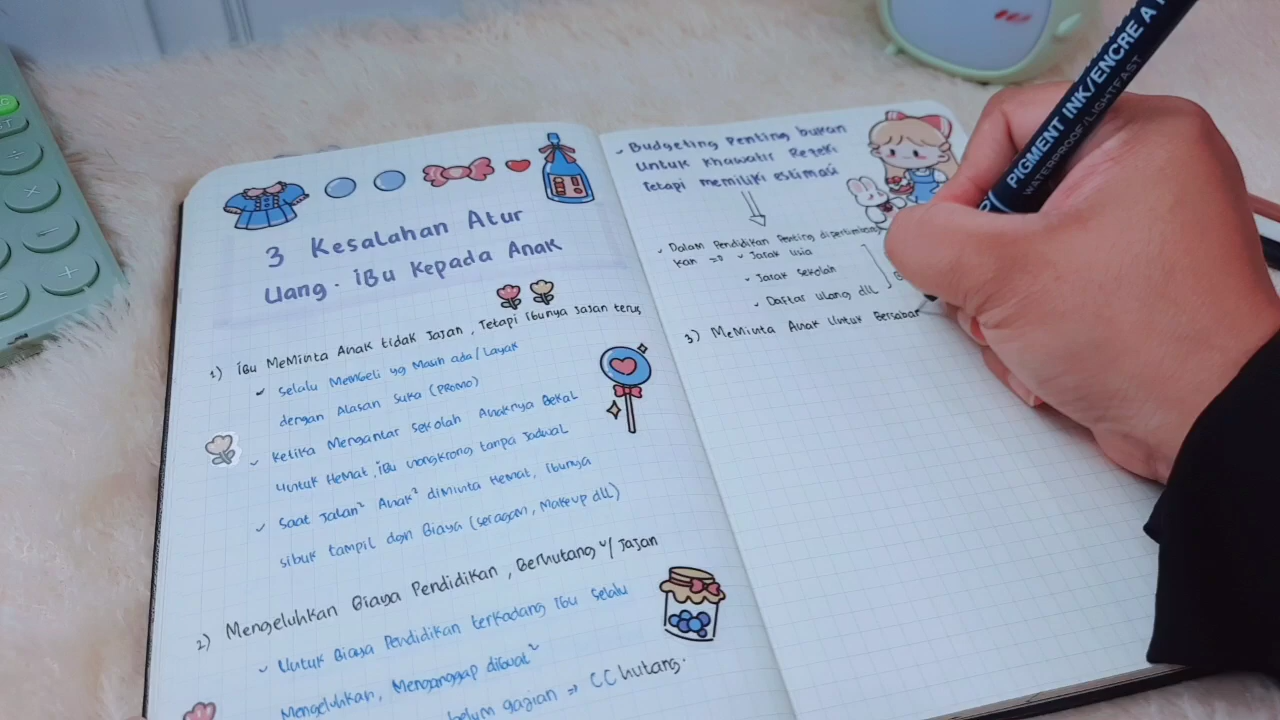 3 Kesalahan Atur
Uang. iBu Kepada Anak
1) iBu MeMinta Anak tidak Jajan, Tetapi ibunya Jajan terus
✓ Selalu Membeli yg Masih ada/Layak
dengan Alasan Suka (PROMO)
✓ Ketika Mengantar Sekolah Anaknya Bekal
Untuk Hemat, iBu nongkrong tanpa Jadwal
✓ Saat Jalan² Anak² diminta Hemat, ibunya
sibuk tampil dgn Biaya (Seragam, Makeup dll)
2) Mengeluhkan Biaya Pendidikan, Berhutang u/ Jajan
✓ Untuk Biaya Pendidikan terkadang ibu Selalu
Mengeluhkan, Menganggap dibuat²
belum gajian => CC hutang.
✓ Budgeting Penting bukan
Untuk Khawatir Rezeki
Tetapi memiliki estimasi
✓ Dalam Pendidikan Penting dipertimbang
kan => ✓ Jarak usia
✓ Jarak Sekolah
✓ Daftar ulang dll
3) MeMinta Anak Untuk Bersabar
PIGMENT INK/ENCRE A
WATERPROOF/LIGHTFAST